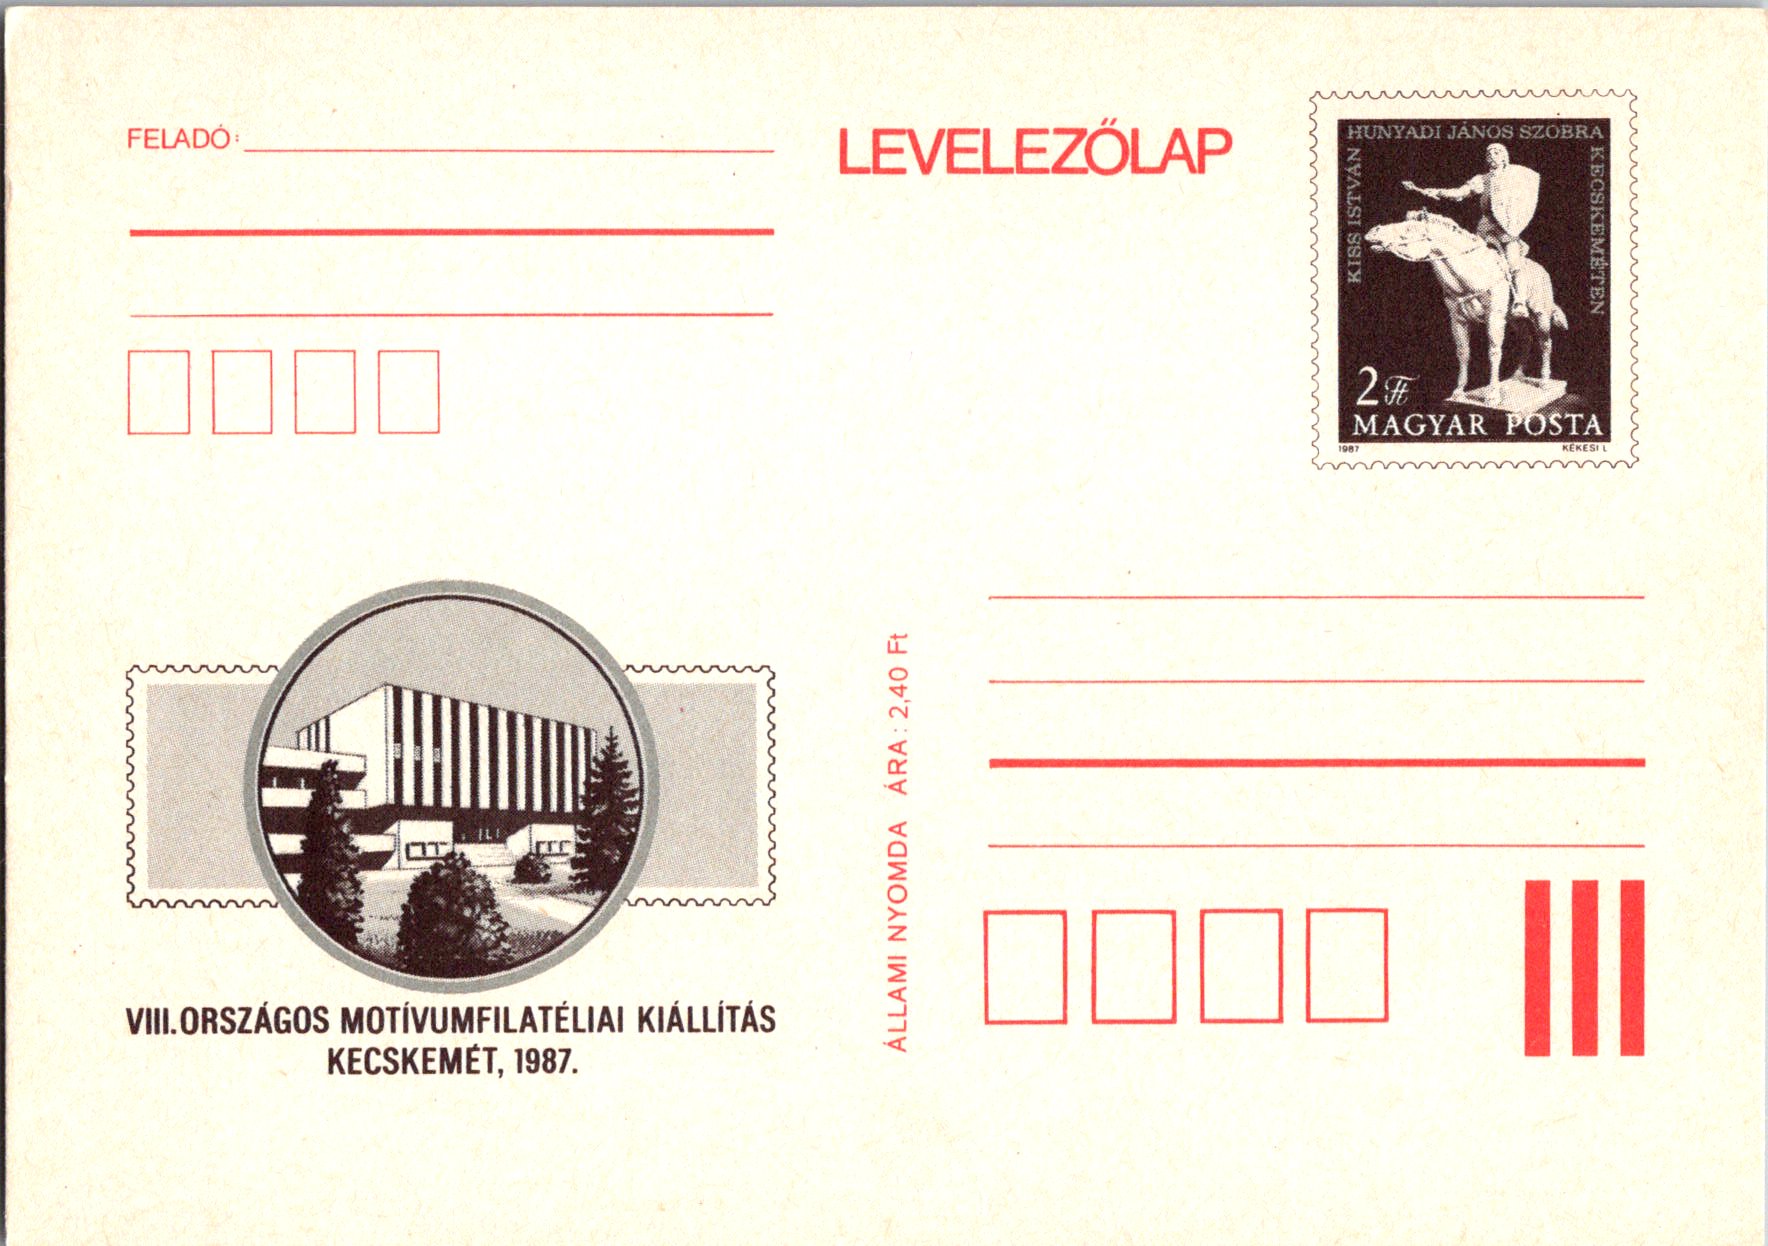 FELADÓ:
LEVELEZŐLAP
HUNYADI JÁNOS SZOBRA
KISS ISTVÁN
KECSKEMÉTEN
2 Ft
MAGYAR POSTA
1987 KÉKESI L
ÁLLAMI NYOMDA ÁRA: 2,40 Ft
VIII. ORSZÁGOS MOTÍVUMFILATÉLIAI KIÁLLÍTÁS
KECSKEMÉT, 1987.